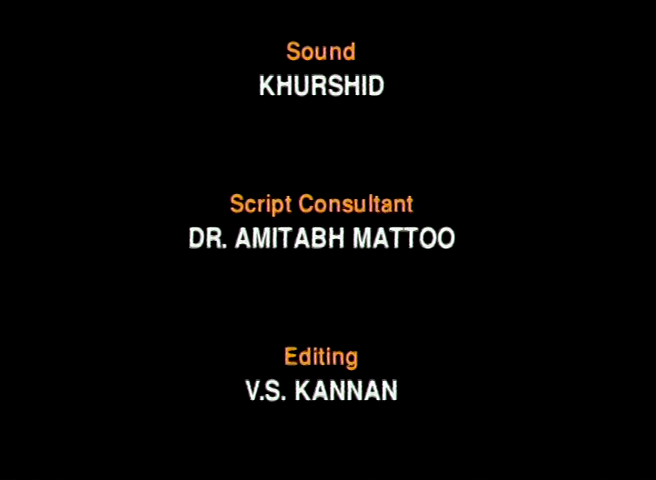 Sound
KHURSHID
Script Consultant
DR. AMITABH MATTOO
Editing
V.S. KANNAN